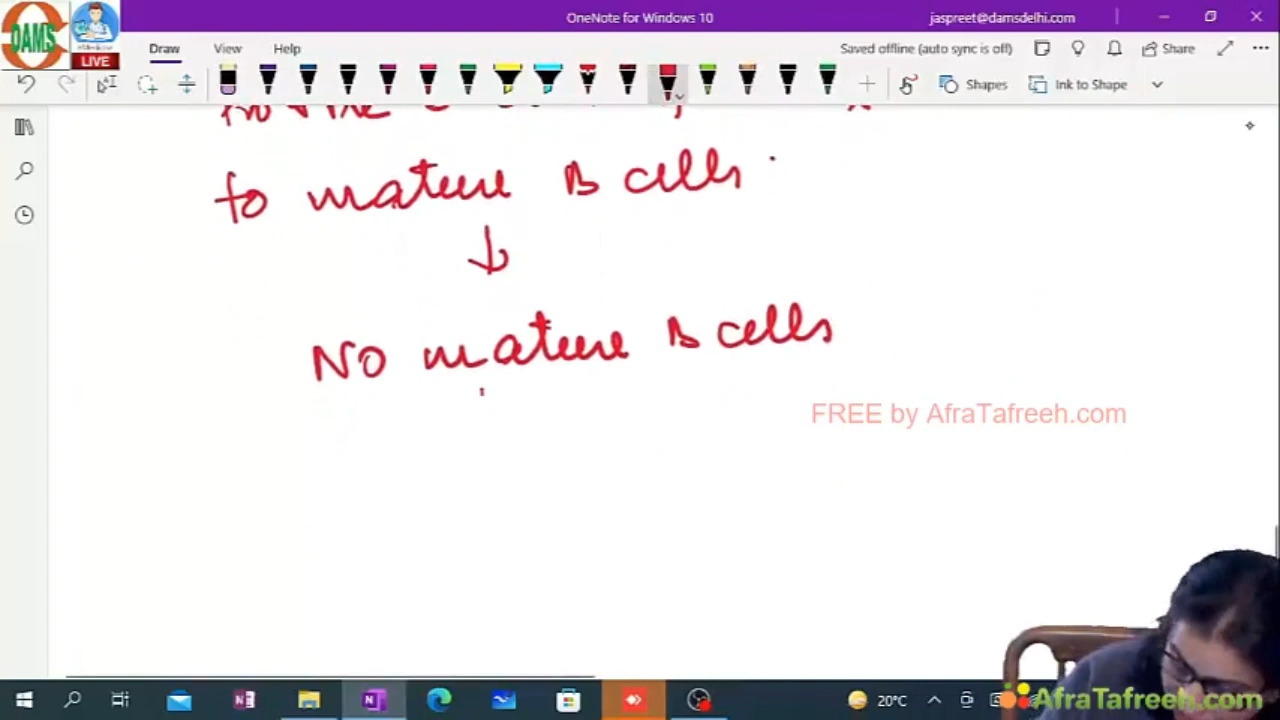 DAMS
eMedicoz
LIVE
OneNote for Windows 10
jaspreet@damsdelhi.com
Draw View Help
Saved offline (auto sync is off)
Share
Shapes
Ink to Shape
to mature B cells
No mature B cells
FREE by AfraTafreeh.com
20°C
AfraTafreeh.com